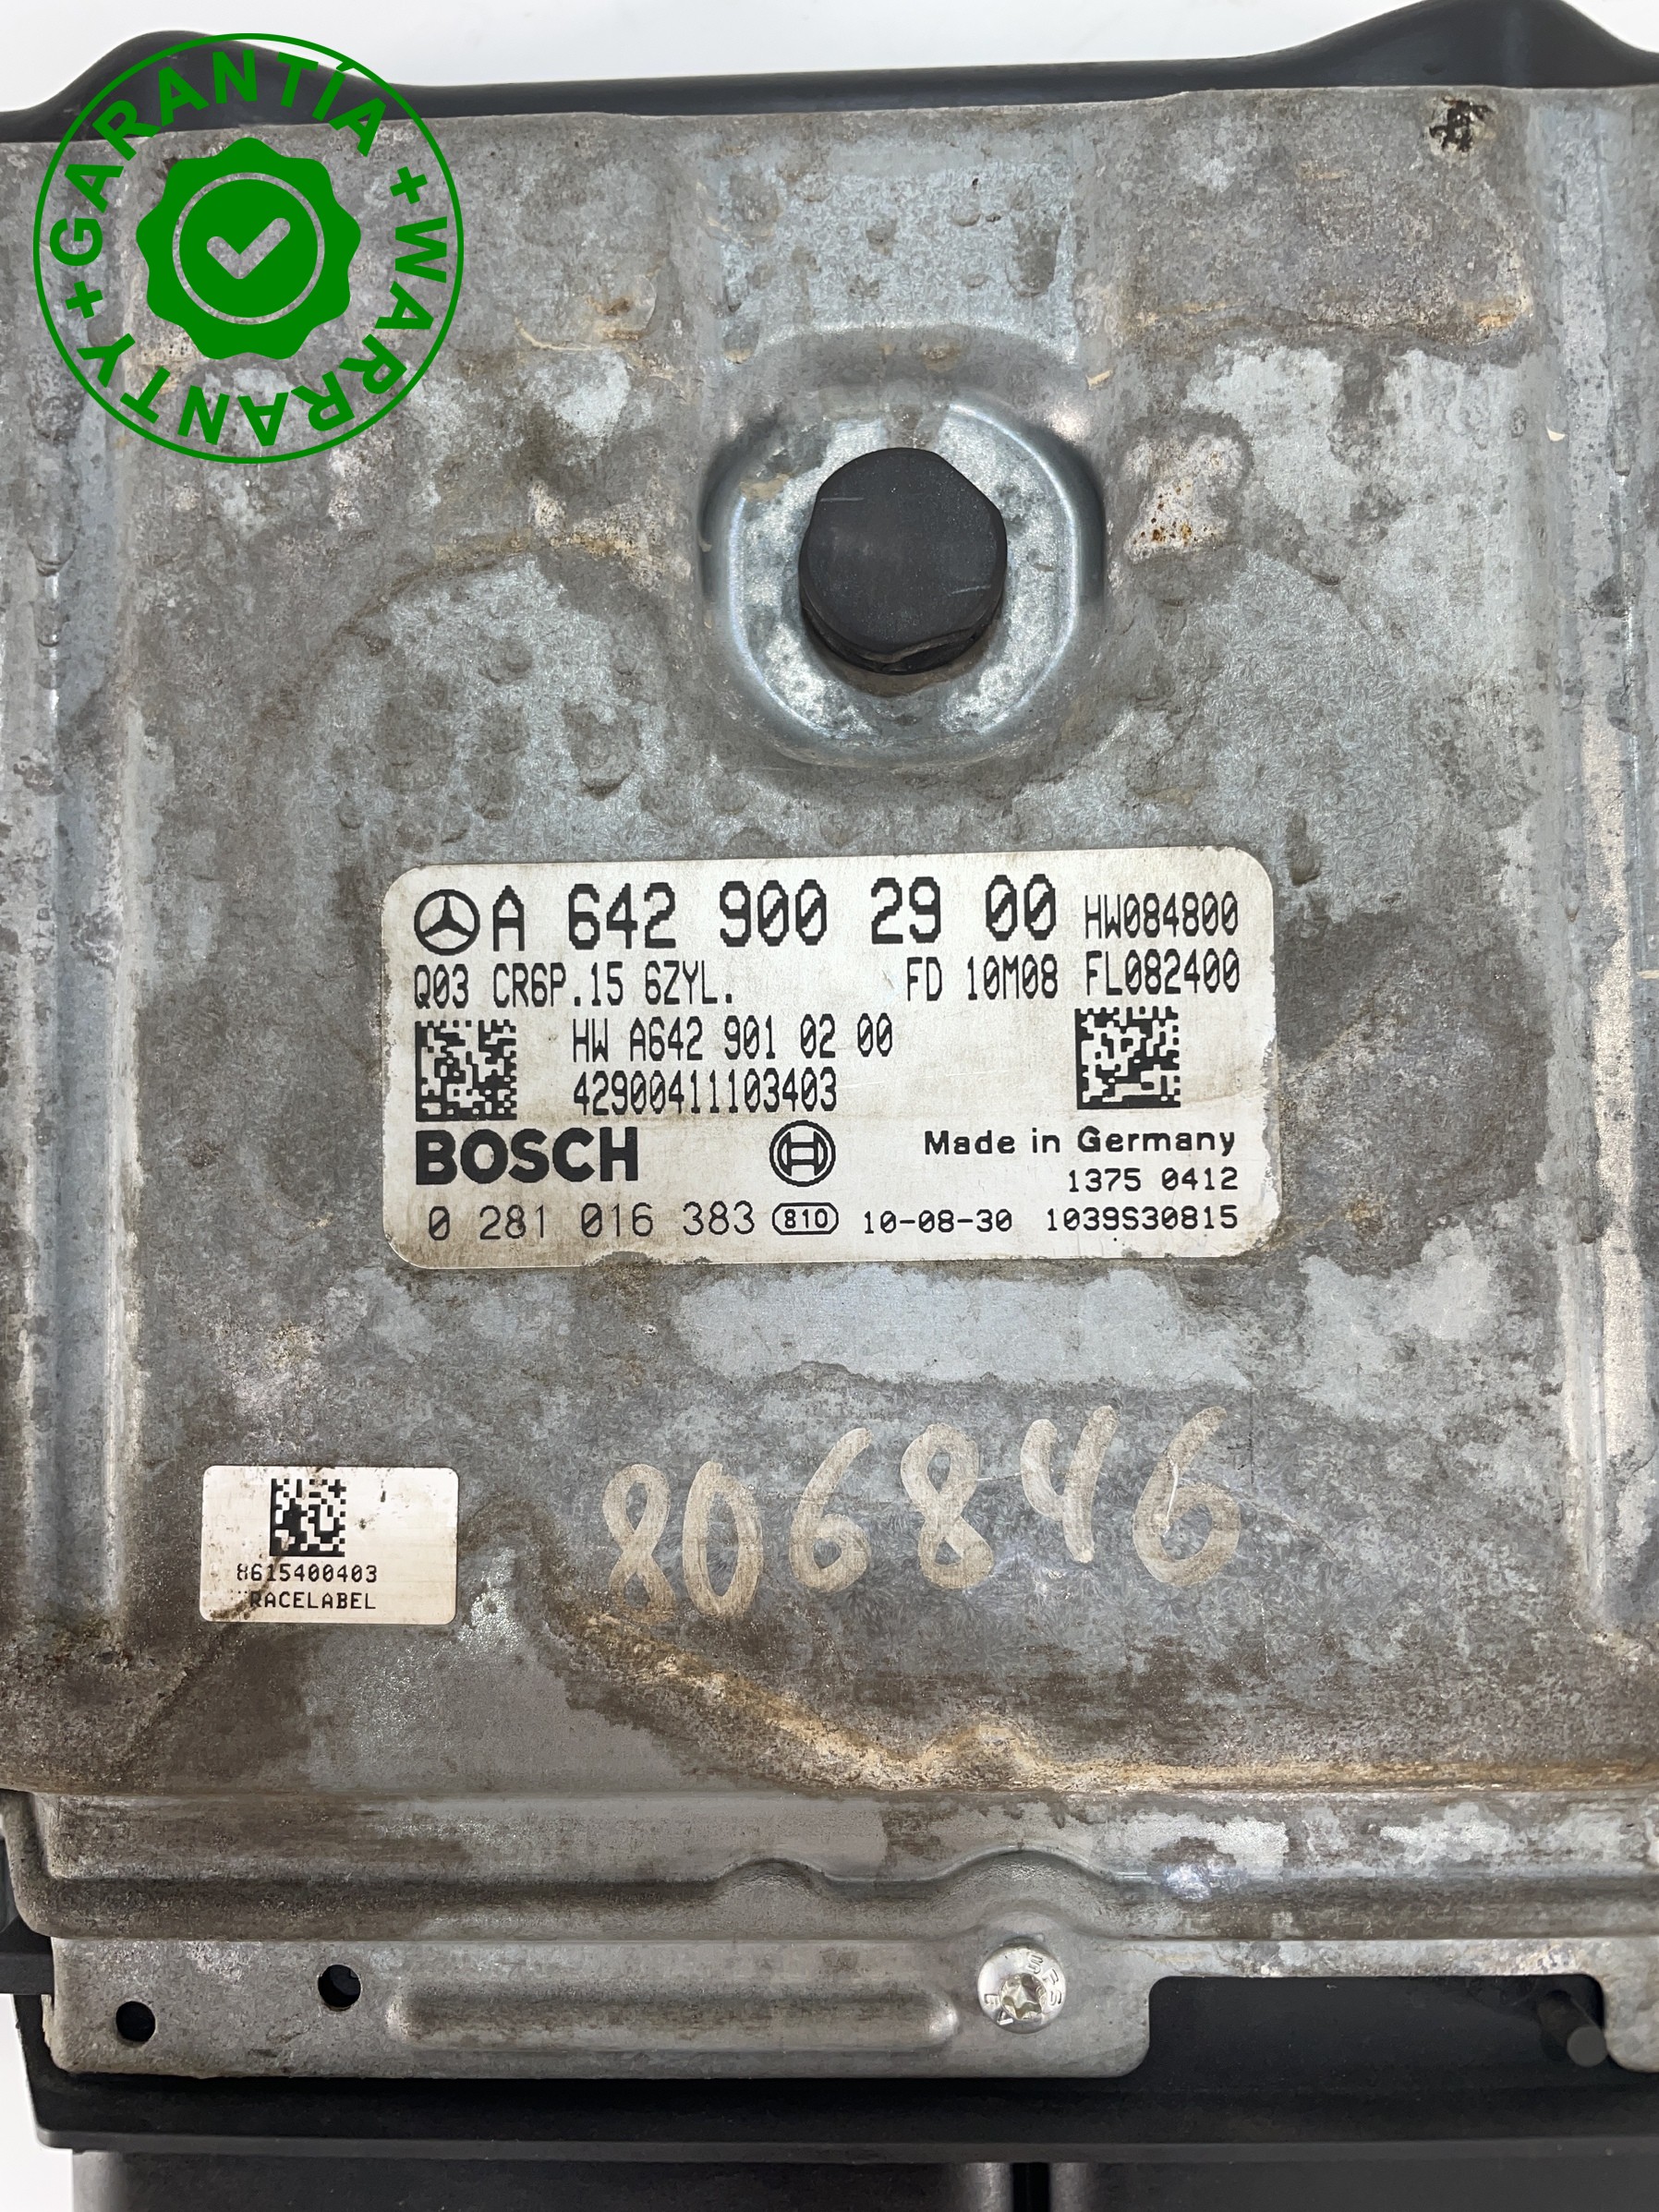 +GARANTÍA+WARRANTY
A 642 900 29 00 HW084800
Q03 CR6P.15 6ZYL. FD 10M08 FL082400
HW A642 901 02 00
42900411103403
BOSCH Made in Germany
1375 0412
0 281 016 383 810 10-08-30 1039S30815
806846
8615400403
RACELABEL